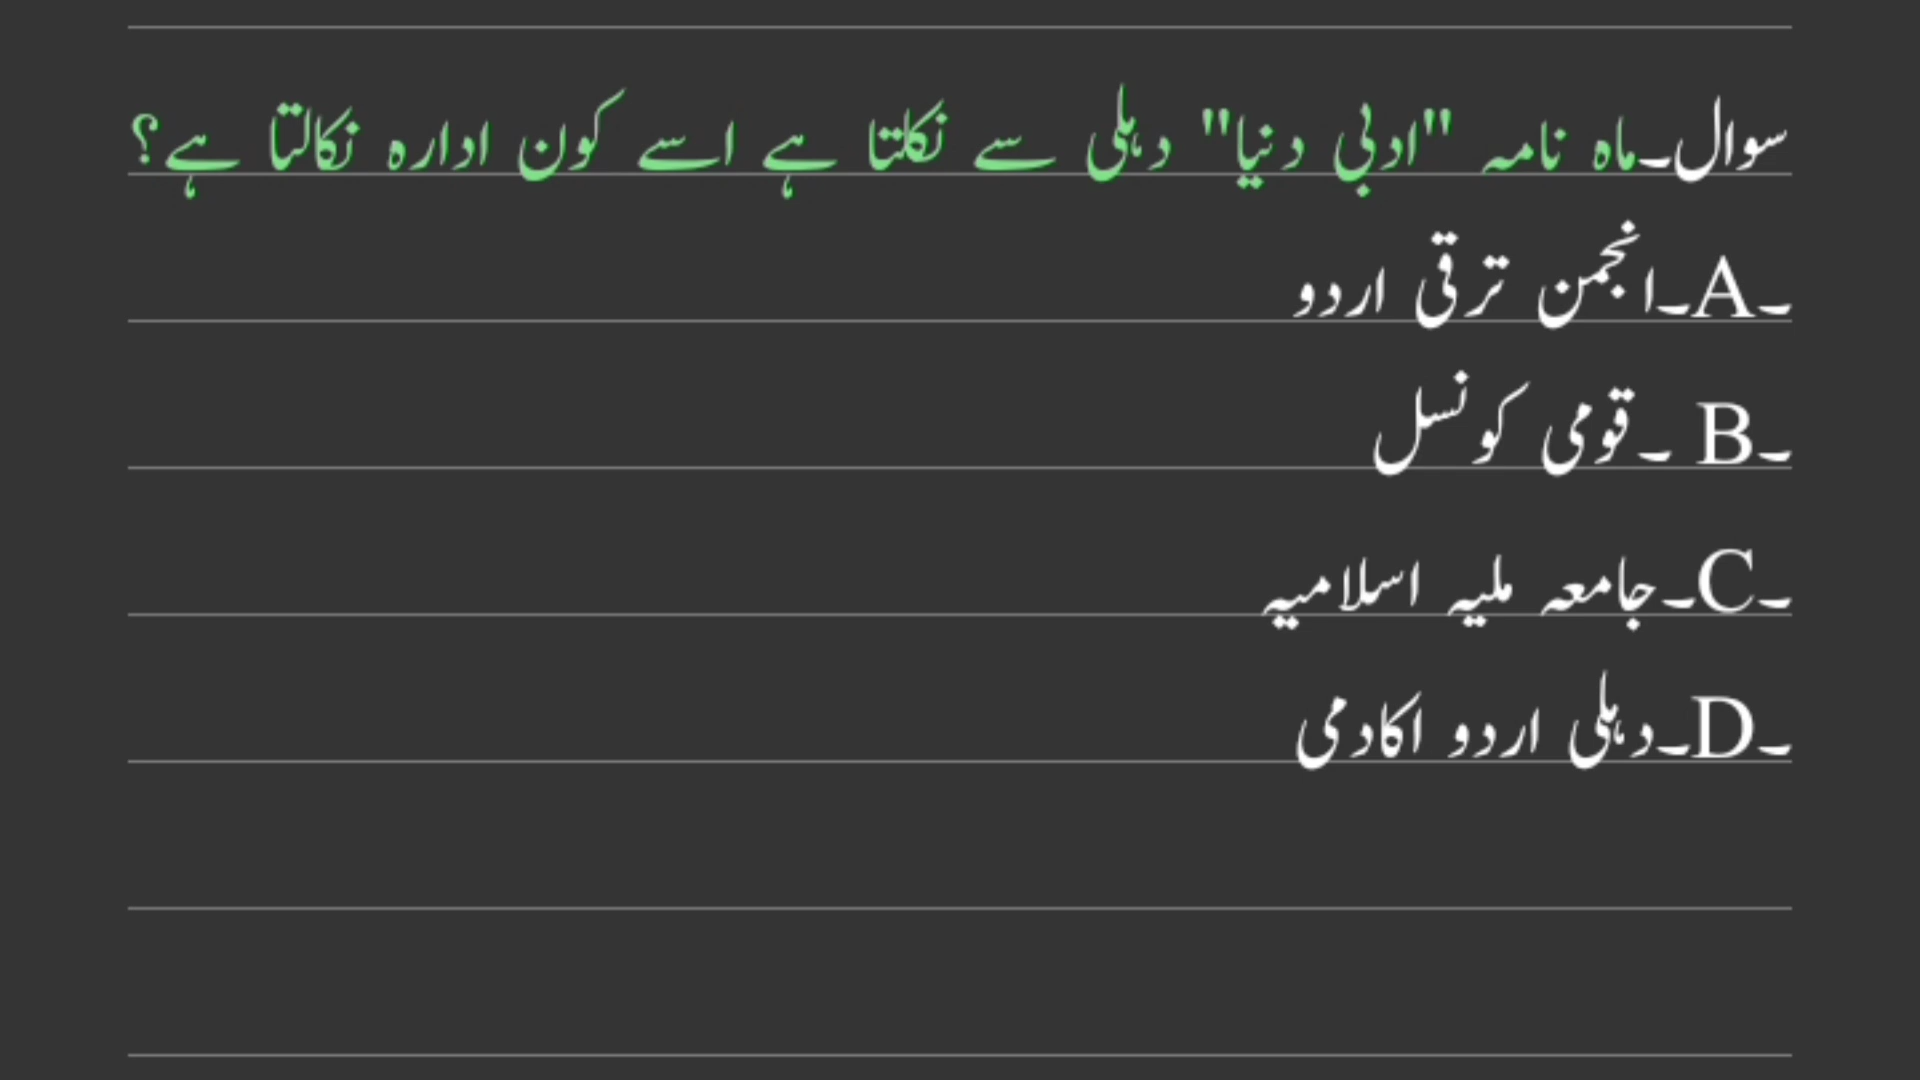 سوال۔ماہ نامہ "ادبی دنیا" دہلی سے نکلتا ہے اسے کون ادارہ نکالتا ہے؟
۔A۔انجمن ترقی اردو
۔B ۔قومی کونسل
۔C۔جامعہ ملیہ اسلامیہ
۔D۔دہلی اردو اکادمی